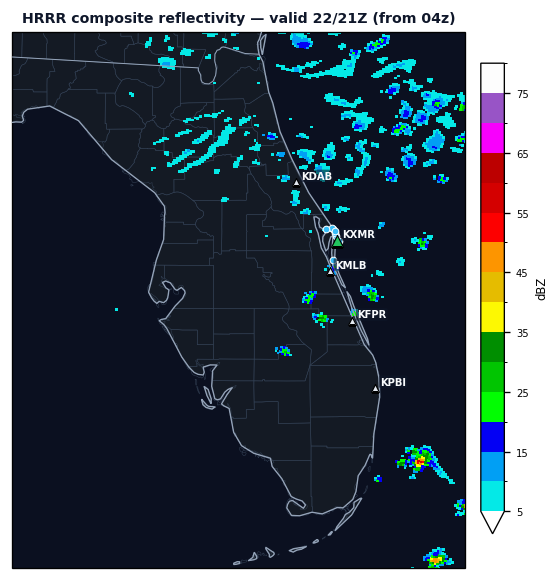 HRRR composite reflectivity — valid 22/21Z (from 04z)
KDAB
KXMR
KMLB
KFPR
KPBI
75
65
55
45
35
25
15
5
dBZ